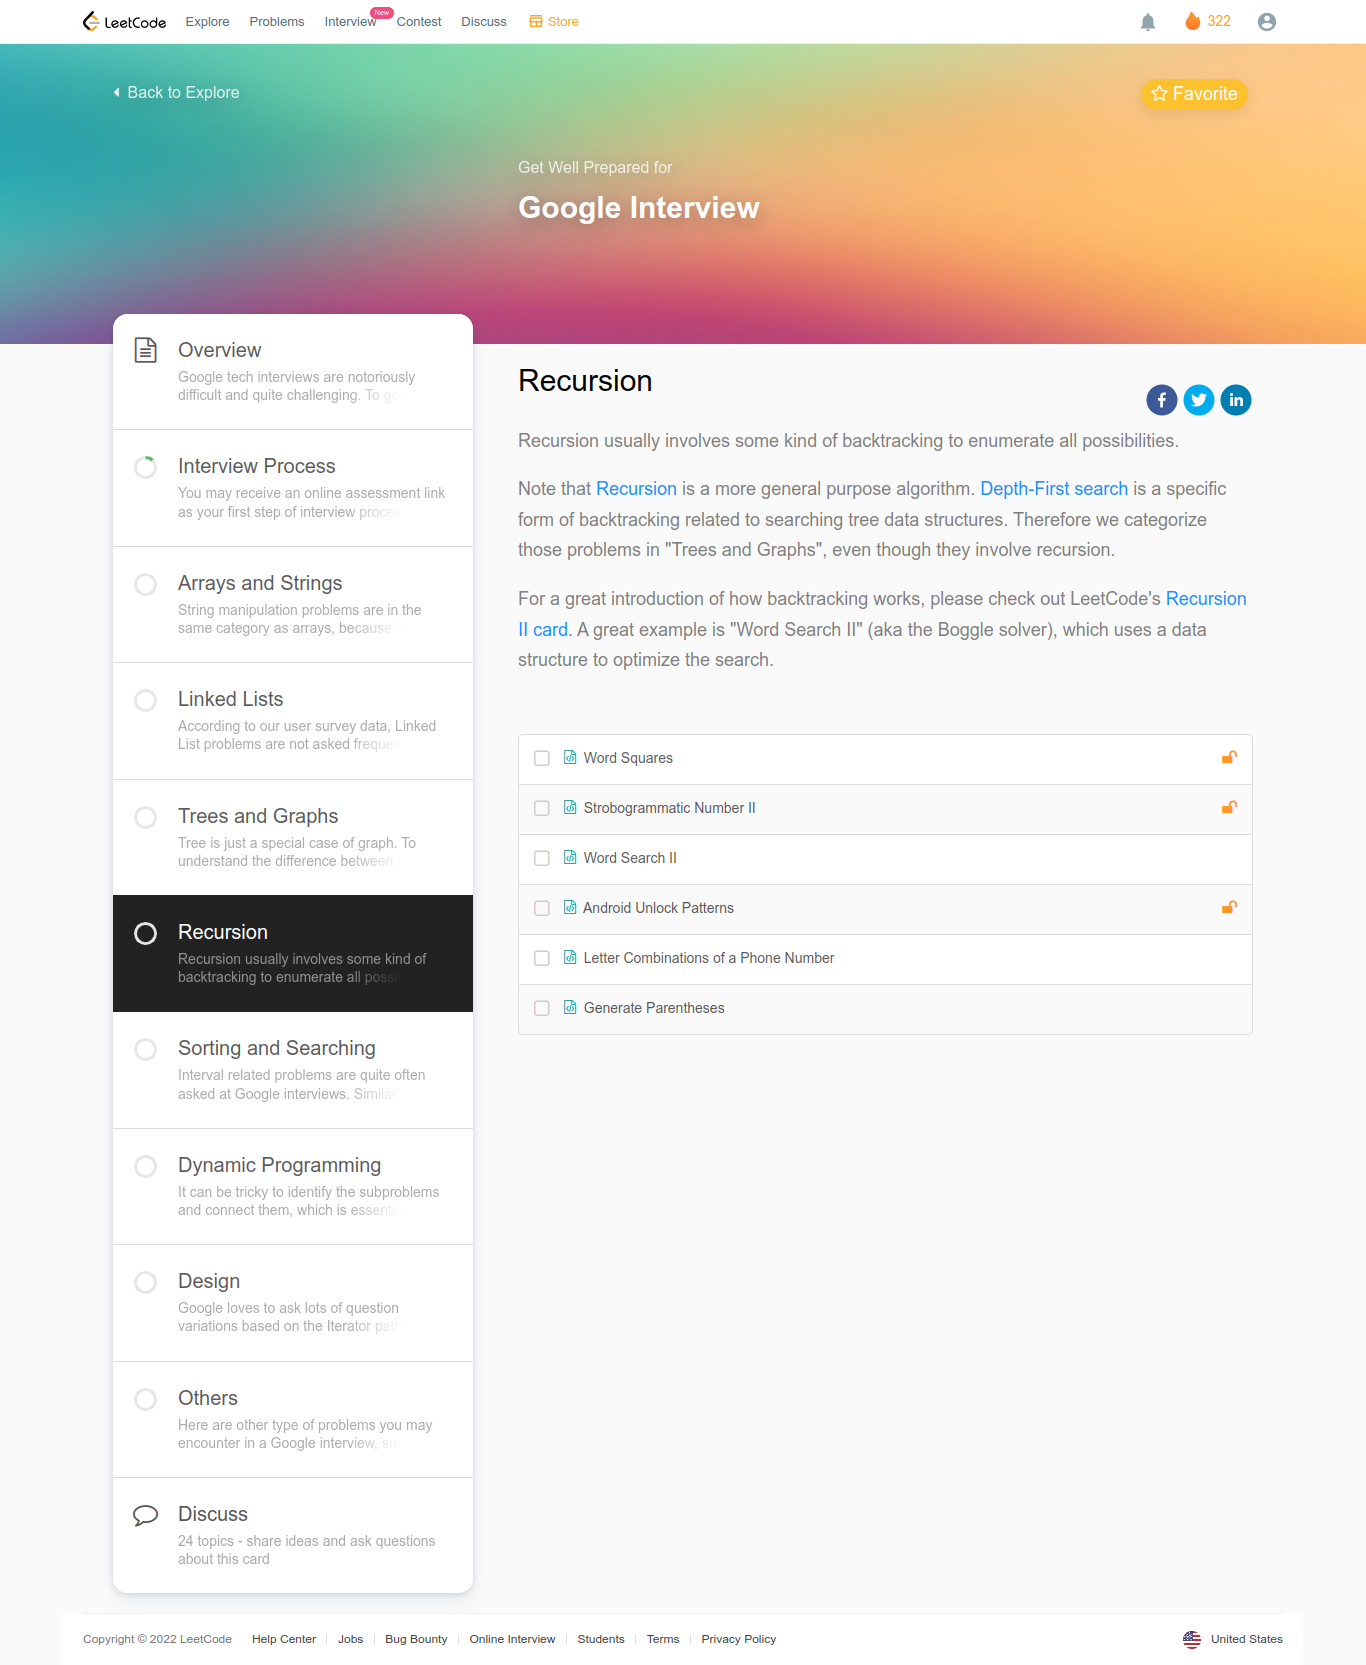 LeetCode Explore Problems Interview New Contest Discuss Store 322
Back to Explore
Favorite
Get Well Prepared for
Google Interview
Overview
Google tech interviews are notoriously
difficult and quite challenging. To ge
Interview Process
You may receive an online assessment link
as your first step of interview proce
Arrays and Strings
String manipulation problems are in the
same category as arrays, because
Linked Lists
According to our user survey data, Linked
List problems are not asked freque
Trees and Graphs
Tree is just a special case of graph. To
understand the difference between
Recursion
Recursion usually involves some kind of
backtracking to enumerate all poss
Sorting and Searching
Interval related problems are quite often
asked at Google interviews. Simila
Dynamic Programming
It can be tricky to identify the subproblems
and connect them, which is essenti
Design
Google loves to ask lots of question
variations based on the Iterator patt
Others
Here are other type of problems you may
encounter in a Google interview, su
Discuss
24 topics - share ideas and ask questions
about this card
Recursion
Recursion usually involves some kind of backtracking to enumerate all possibilities.
Note that Recursion is a more general purpose algorithm. Depth-First search is a specific
form of backtracking related to searching tree data structures. Therefore we categorize
those problems in "Trees and Graphs", even though they involve recursion.
For a great introduction of how backtracking works, please check out LeetCode's Recursion
II card. A great example is "Word Search II" (aka the Boggle solver), which uses a data
structure to optimize the search.
Word Squares
Strobogrammatic Number II
Word Search II
Android Unlock Patterns
Letter Combinations of a Phone Number
Generate Parentheses
Copyright © 2022 LeetCode Help Center Jobs Bug Bounty Online Interview Students Terms Privacy Policy United States